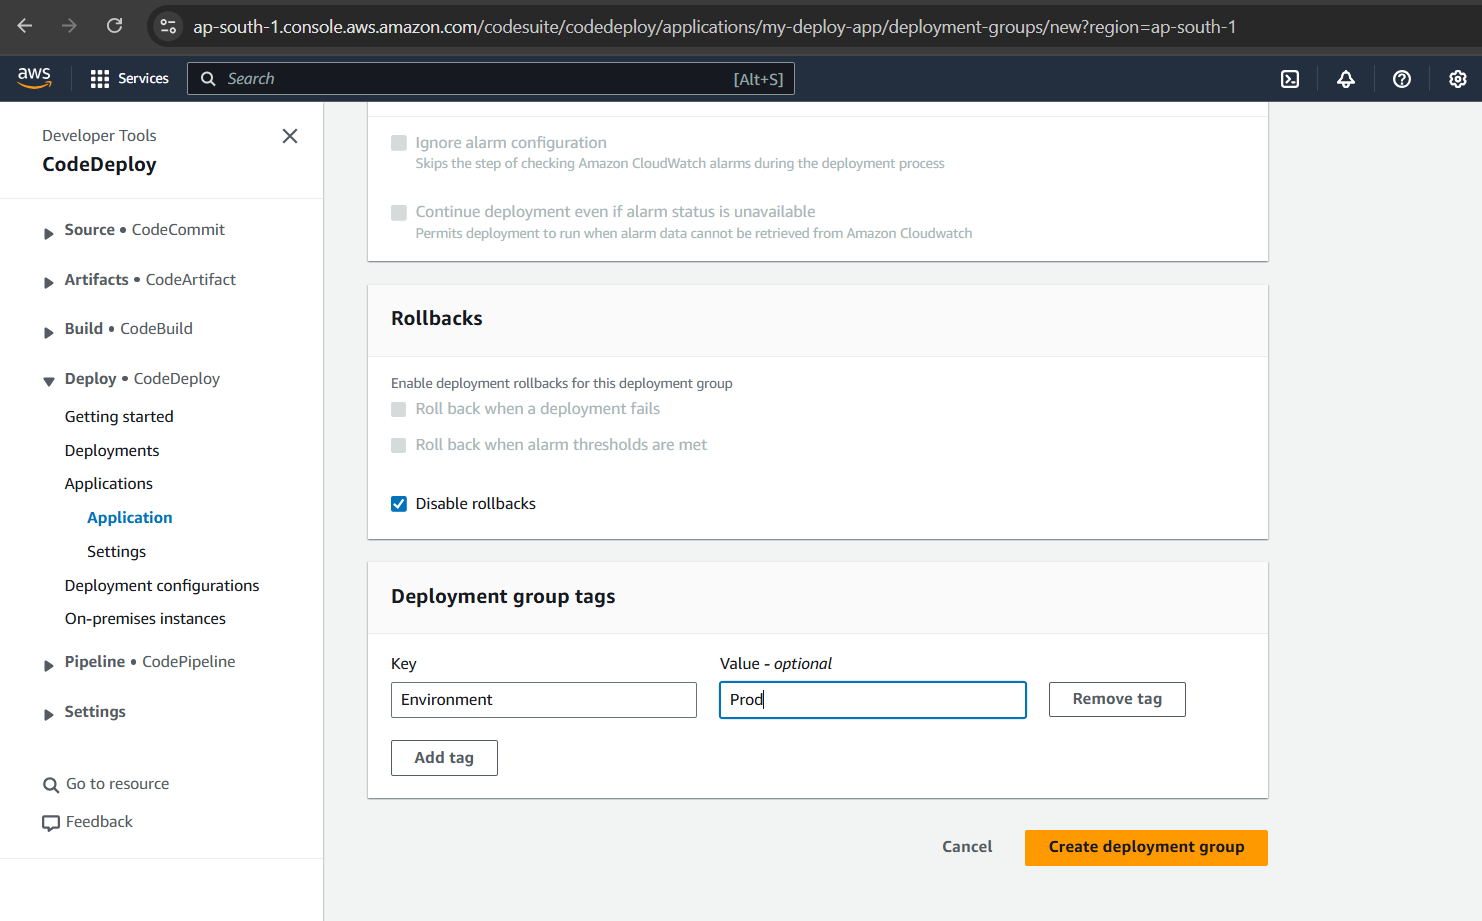 ap-south-1.console.aws.amazon.com/codesuite/codedeploy/applications/my-deploy-app/deployment-groups/new?region=ap-south-1
aws
Services
Search
[Alt+S]
Developer Tools
CodeDeploy
Source • CodeCommit
Artifacts • CodeArtifact
Build • CodeBuild
Deploy • CodeDeploy
Getting started
Deployments
Applications
Application
Settings
Deployment configurations
On-premises instances
Pipeline • CodePipeline
Settings
Go to resource
Feedback
Ignore alarm configuration
Skips the step of checking Amazon CloudWatch alarms during the deployment process
Continue deployment even if alarm status is unavailable
Permits deployment to run when alarm data cannot be retrieved from Amazon Cloudwatch
Rollbacks
Enable deployment rollbacks for this deployment group
Roll back when a deployment fails
Roll back when alarm thresholds are met
Disable rollbacks
Deployment group tags
Key
Value - optional
Environment
Prod
Remove tag
Add tag
Cancel
Create deployment group